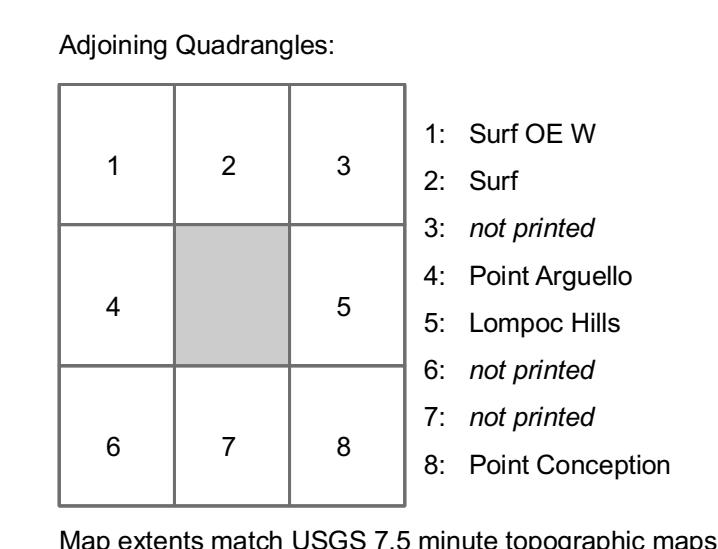 Adjoining Quadrangles:
1 2 3
4 5
6 7 8
1: Surf OE W
2: Surf
3: not printed
4: Point Arguello
5: Lompoc Hills
6: not printed
7: not printed
8: Point Conception
Map extents match USGS 7.5 minute topographic maps